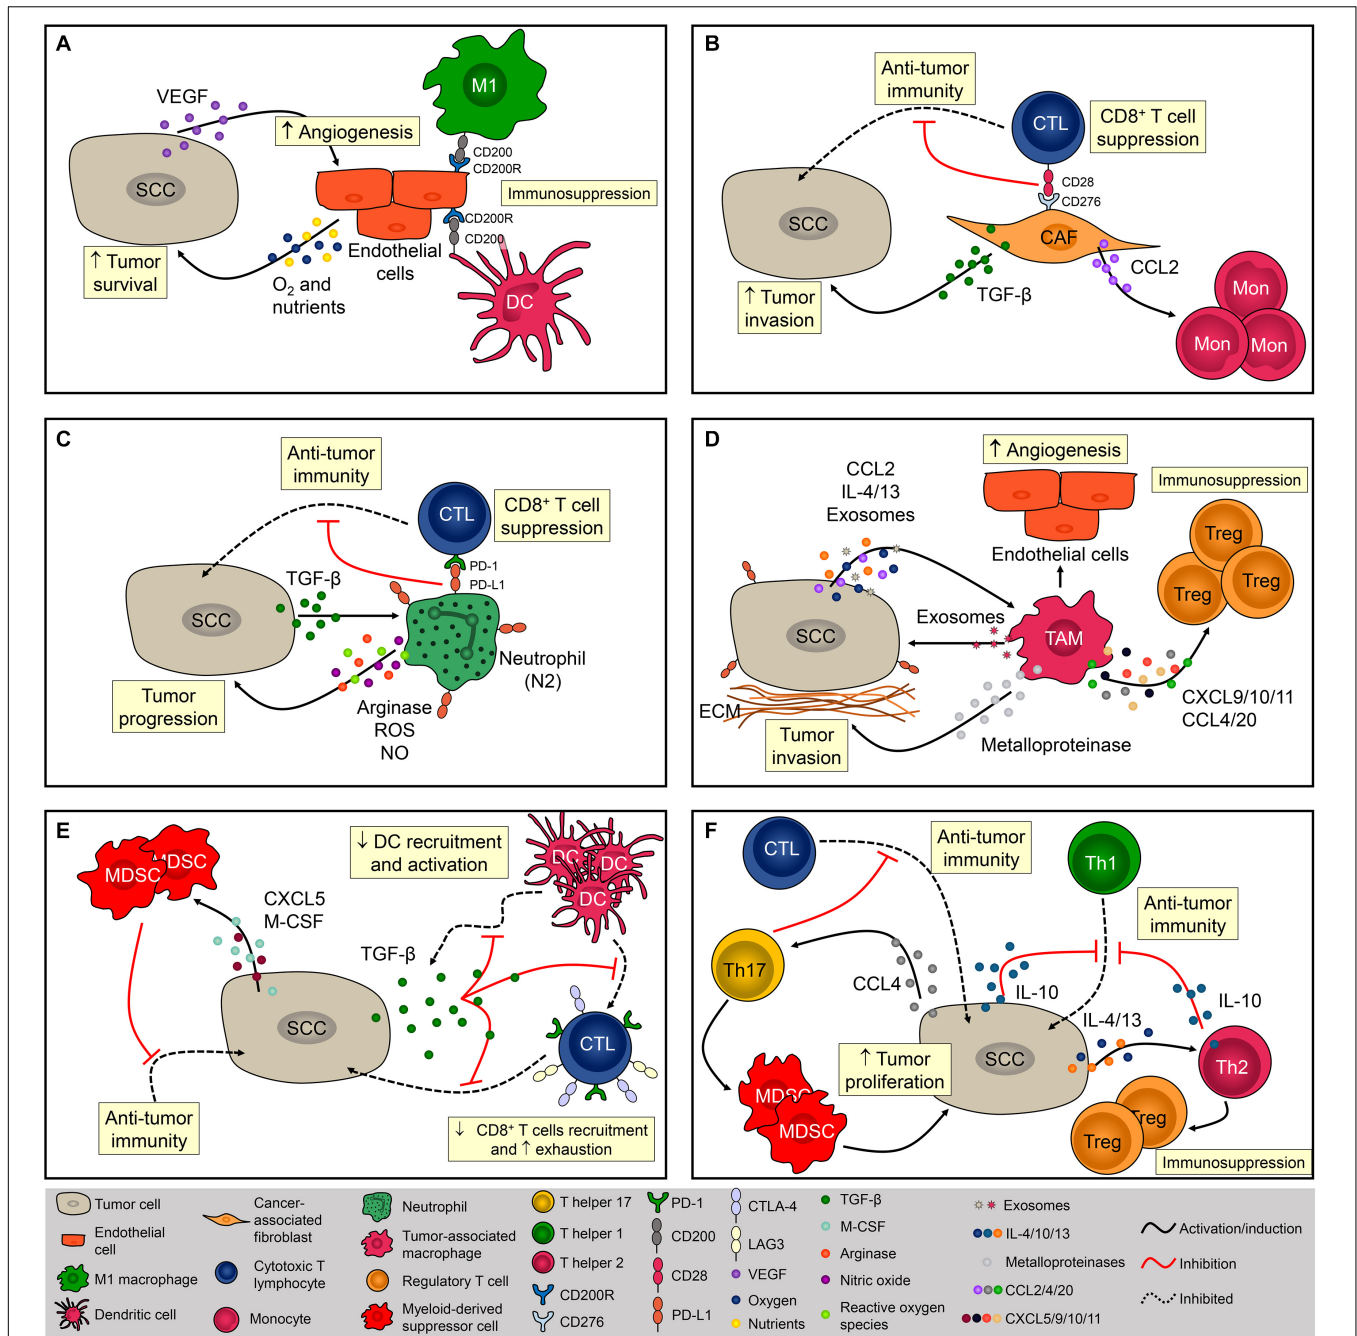 A
VEGF
↑ Angiogenesis
M1
CD200
CD200R
SCC
Immunosuppression
CD200R
CD200
Endothelial
cells
↑ Tumor
survival
O2 and
nutrients
DC
B
Anti-tumor
immunity
CTL
CD8+ T cell
suppression
CD28
CD276
SCC
CAF
CCL2
TGF-β
↑ Tumor
invasion
Mon
Mon
Mon
C
Anti-tumor
immunity
CTL
CD8+ T cell
suppression
PD-1
PD-L1
TGF-β
SCC
Neutrophil
(N2)
Tumor
progression
Arginase
ROS
NO
D
CCL2
IL-4/13
Exosomes
↑ Angiogenesis
Immunosuppression
Endothelial cells
Treg
Treg
Treg
Exosomes
SCC
TAM
ECM
CXCL9/10/11
CCL4/20
Tumor
invasion
Metalloproteinase
E
MDSC
MDSC
↓ DC recruitment
and activation
DC
DC
DC
CXCL5
M-CSF
TGF-β
SCC
CTL
Anti-tumor
immunity
↓ CD8+ T cells recruitment
and ↑ exhaustion
F
CTL
Anti-tumor
immunity
Th1
Anti-tumor
immunity
Th17
CCL4
IL-10
IL-10
IL-4/13
↑ Tumor
proliferation
SCC
Th2
MDSC
MDSC
Treg
Treg
Immunosuppression
Tumor cell
Endothelial
cell
M1 macrophage
Dendritic cell
Cancer-
associated
fibroblast
Cytotoxic T
lymphocyte
Monocyte
Neutrophil
Tumor-associated
macrophage
Regulatory T cell
Myeloid-derived
suppressor cell
T helper 17
T helper 1
T helper 2
CD200R
CD276
PD-1
CD200
CD28
PD-L1
CTLA-4
LAG3
VEGF
Oxygen
Nutrients
TGF-β
M-CSF
Arginase
Nitric oxide
Reactive oxygen
species
Exosomes
IL-4/10/13
Metalloproteinases
CCL2/4/20
CXCL5/9/10/11
Activation/induction
Inhibition
Inhibited